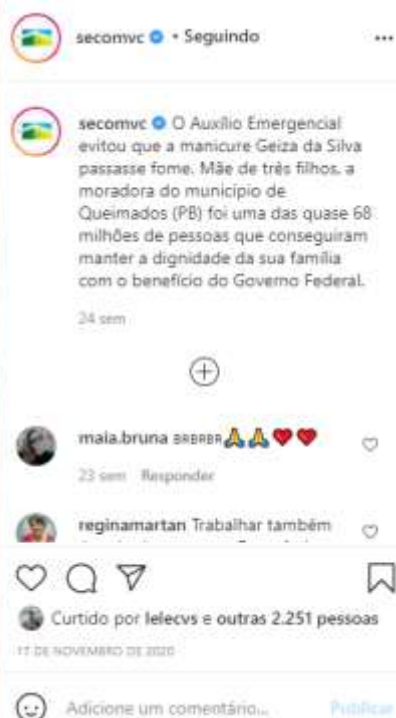 secomvc • Seguindo
secomvc O Auxílio Emergencial
evitou que a manicure Geiza da Silva
passasse fome. Mãe de três filhos, a
moradora do município de
Queimados (PB) foi uma das quase 68
milhões de pessoas que conseguiram
manter a dignidade da sua família
com o benefício do Governo Federal.
24 sem
maia.bruna BRBRBR🙏🙏❤️❤️
23 sem Responder
reginamartan Trabalhar também
Curtido por lelecvs e outras 2.251 pessoas
17 DE NOVEMBRO DE 2020
Adicione um comentário...
Publicar